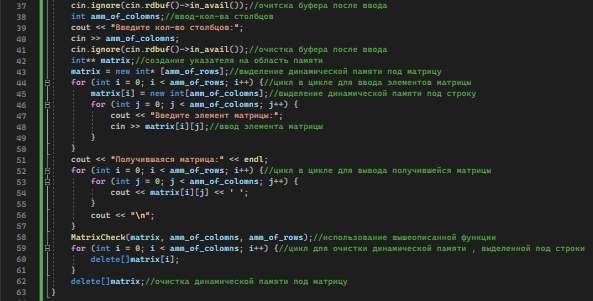 37 cin.ignore(cin.rdbuf()->in_avail());//очистка буфера после ввода
38 int amm_of_colomns;//ввод-кол-ва столбцов
39 cout << "Введите кол-во столбцов:";
40 cin >> amm_of_colomns;
41 cin.ignore(cin.rdbuf()->in_avail());//очистка буфера после ввода
42 int** matrix;//создание указателя на область памяти
43 matrix = new int* [amm_of_rows];//выделение динамической памяти под матрицу
44 for (int i = 0; i < amm_of_rows; i++) {//цикл в цикле для ввода элементов матрицы
45 matrix[i] = new int[amm_of_colomns];//выделение динамической памяти под строку
46 for (int j = 0; j < amm_of_colomns; j++) {
47 cout << "Введите элемент матрицы:";
48 cin >> matrix[i][j];//ввод элемента матрицы
49 }
50 }
51 cout << "Получившаяся матрица:" << endl;
52 for (int i = 0; i < amm_of_rows; i++) {//цикл в цикле для вывода получившейся матрицы
53 for (int j = 0; j < amm_of_colomns; j++) {
54 cout << matrix[i][j] << ' ';
55 }
56 cout << "\n";
57 }
58 MatrixCheck(matrix, amm_of_colomns, amm_of_rows);//использование вышеописанной функции
59 for (int i = 0; i < amm_of_colomns; i++) {//цикл для очистки динамической памяти , выделенной под строки
60 delete[]matrix[i];
61 }
62 delete[]matrix;//очистка динамической памяти под матрицу
63 }